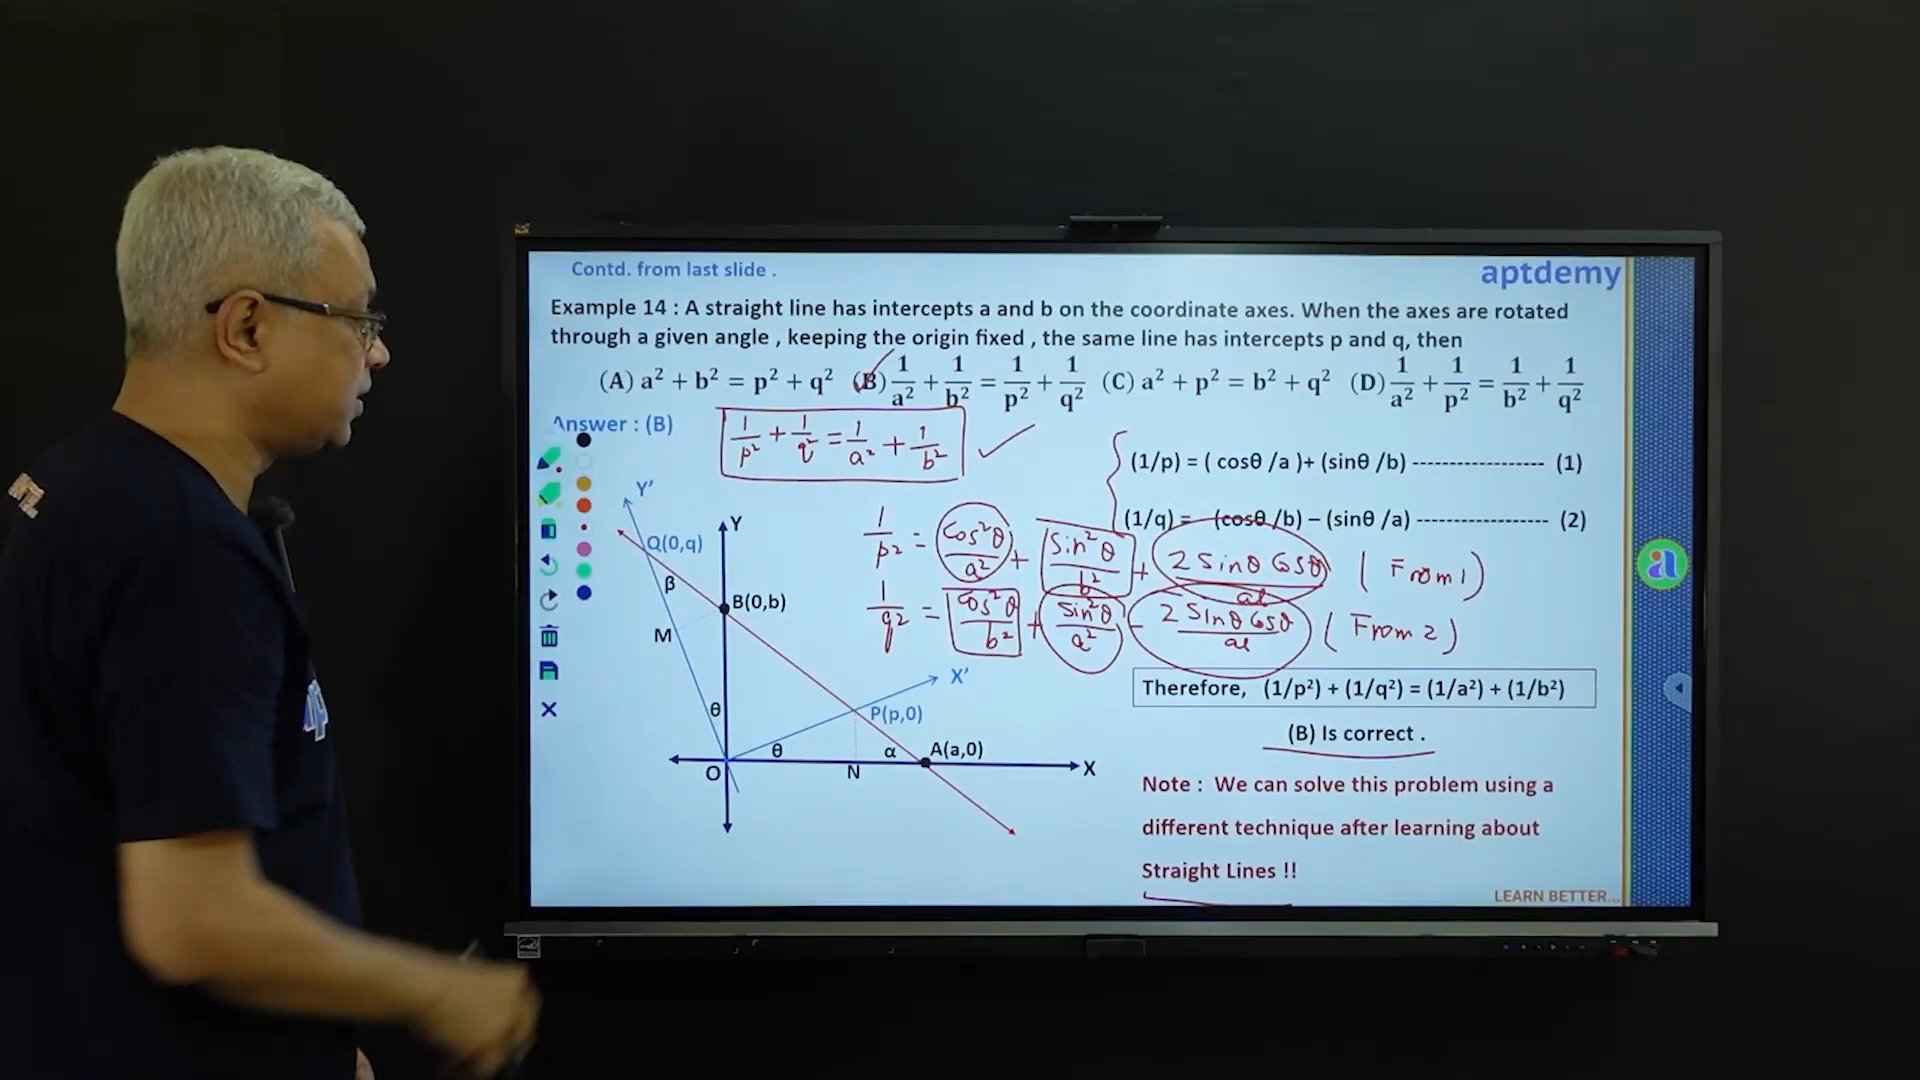 Contd. from last slide .
aptdemy
Example 14 : A straight line has intercepts a and b on the coordinate axes. When the axes are rotated
through a given angle , keeping the origin fixed , the same line has intercepts p and q, then
(A) a² + b² = p² + q² (B) 1/a² + 1/b² = 1/p² + 1/q² (C) a² + p² = b² + q² (D) 1/a² + 1/p² = 1/b² + 1/q²
Answer : (B)
1/p² + 1/q² = 1/a² + 1/b²
(1/p) = ( cosθ /a )+ (sinθ /b) ------------------ (1)
(1/q) = (cosθ /b) – (sinθ /a) ------------------ (2)
1/p² = cos²θ/a² + sin²θ/b² + 2 sinθ cosθ/ab ( From 1 )
1/q² = cos²θ/b² + sin²θ/a² - 2 sinθ cosθ/ab ( From 2 )
Therefore, (1/p²) + (1/q²) = (1/a²) + (1/b²)
(B) Is correct .
Note : We can solve this problem using a
different technique after learning about
Straight Lines !!
LEARN BETTER...
Y'
Y
Q(0,q)
β
B(0,b)
M
X'
θ
P(p,0)
θ
α
A(a,0)
O
N
X
a